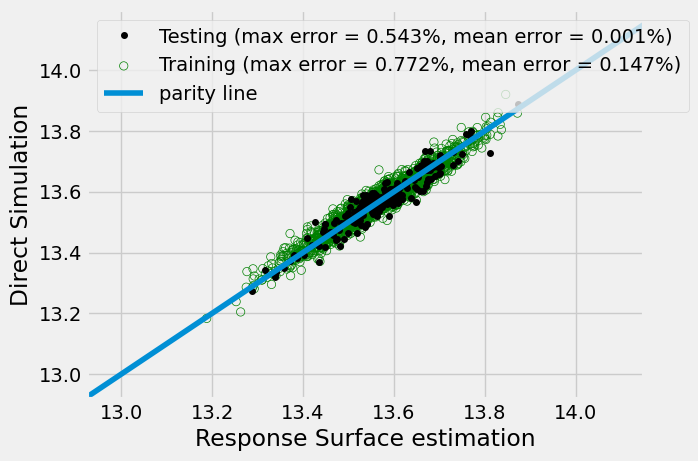 Testing (max error = 0.543%, mean error = 0.001%)
Training (max error = 0.772%, mean error = 0.147%)
parity line
Direct Simulation
14.0
13.8
13.6
13.4
13.2
13.0
13.0 13.2 13.4 13.6 13.8 14.0
Response Surface estimation